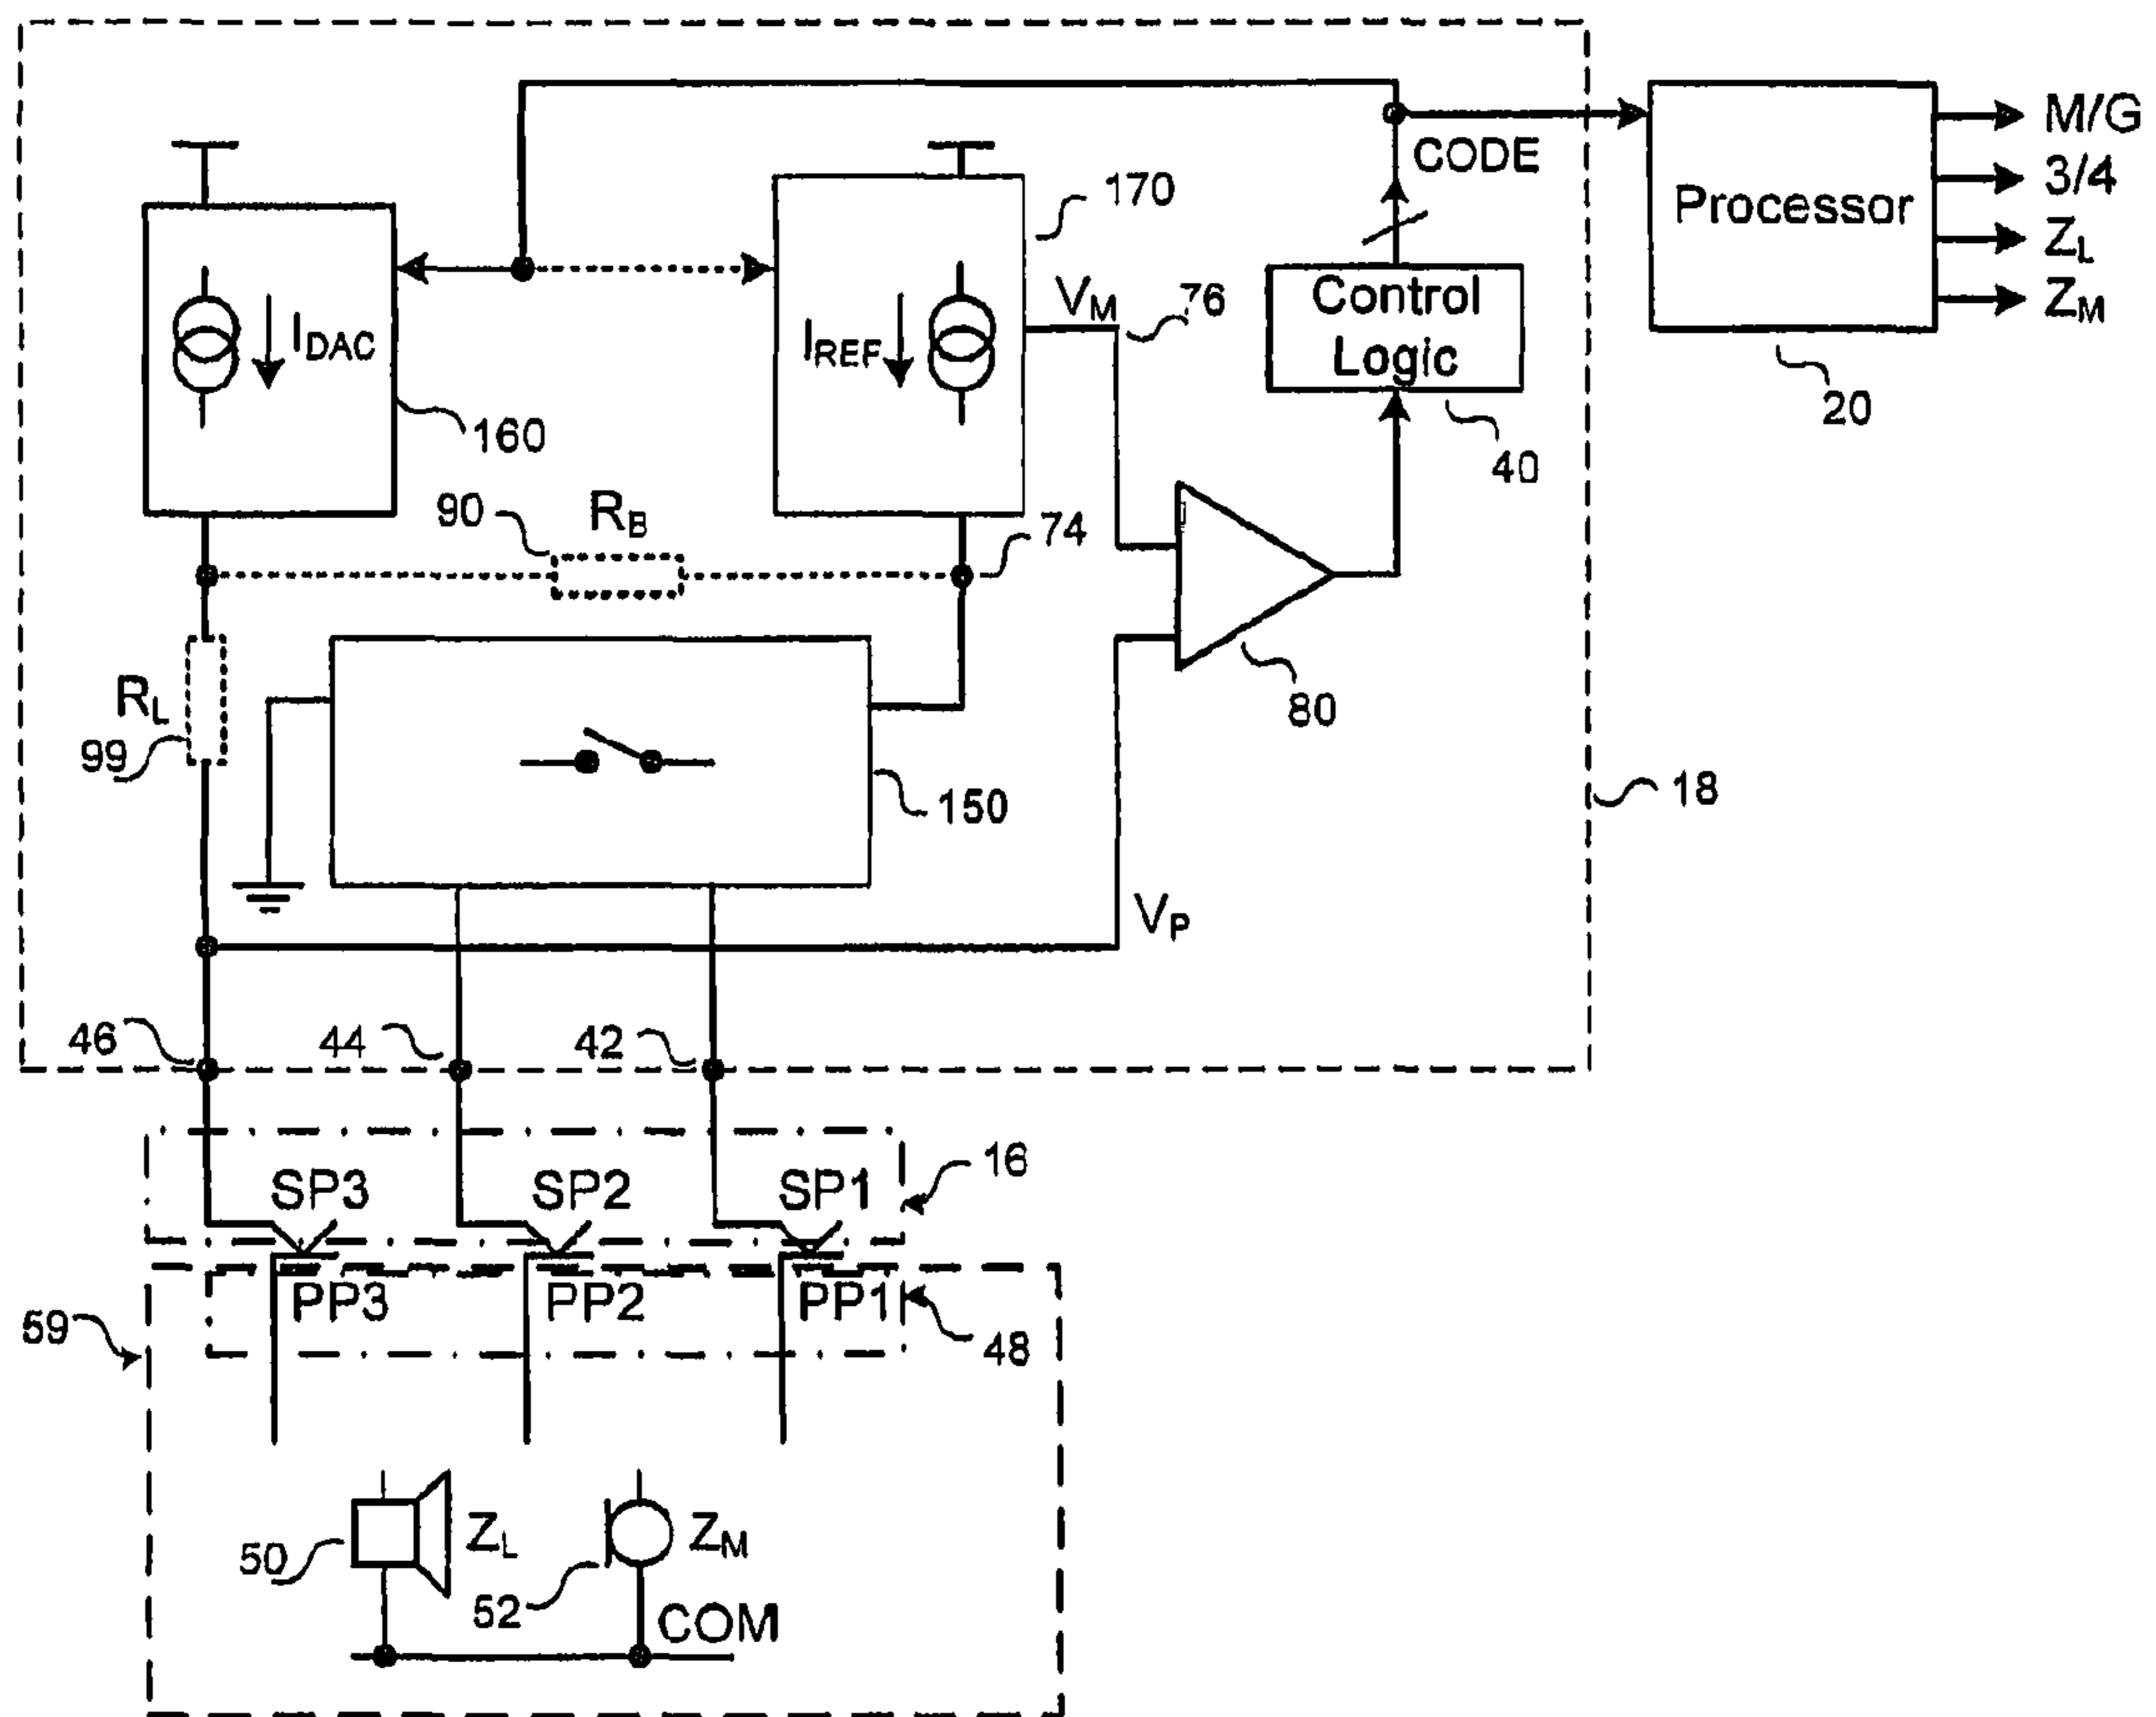 M/G
CODE
3/4
170
Processor
Z_L
V_M
76
Control
Logic
Z_M
I_DAC
I_REF
160
20
40
90
R_B
74
R_L
99
80
150
18
V_P
46
44
42
SP3
SP2
SP1
16
PP3
PP2
PP1
59
48
50
Z_L
Z_M
52
COM